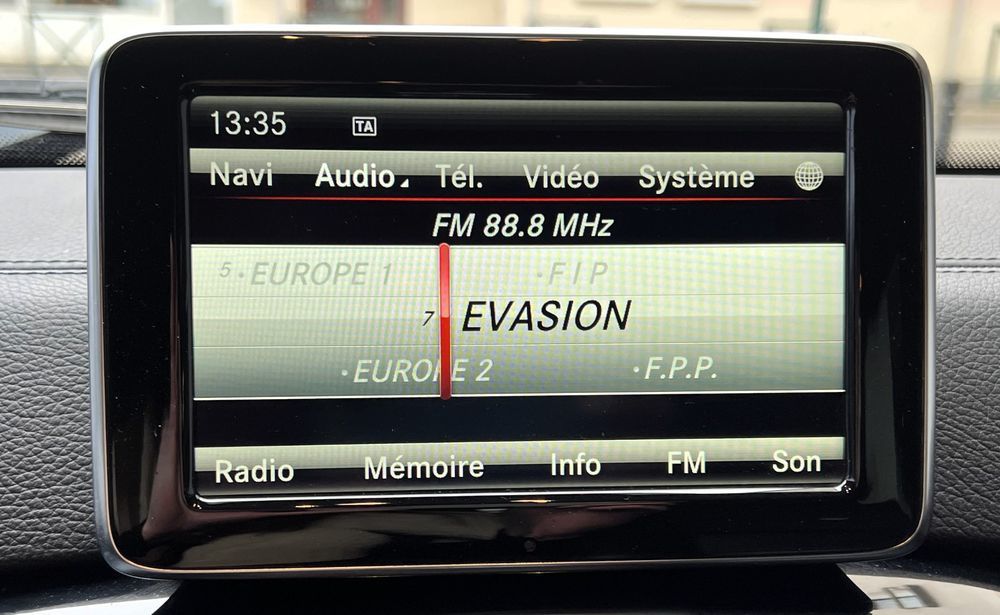 13:35 TA
Navi Audio Tél. Vidéo Système
FM 88.8 MHz
5 · EUROPE 1 · F I P
7 EVASION
· EUROPE 2 · F.P.P.
Radio Mémoire Info FM Son